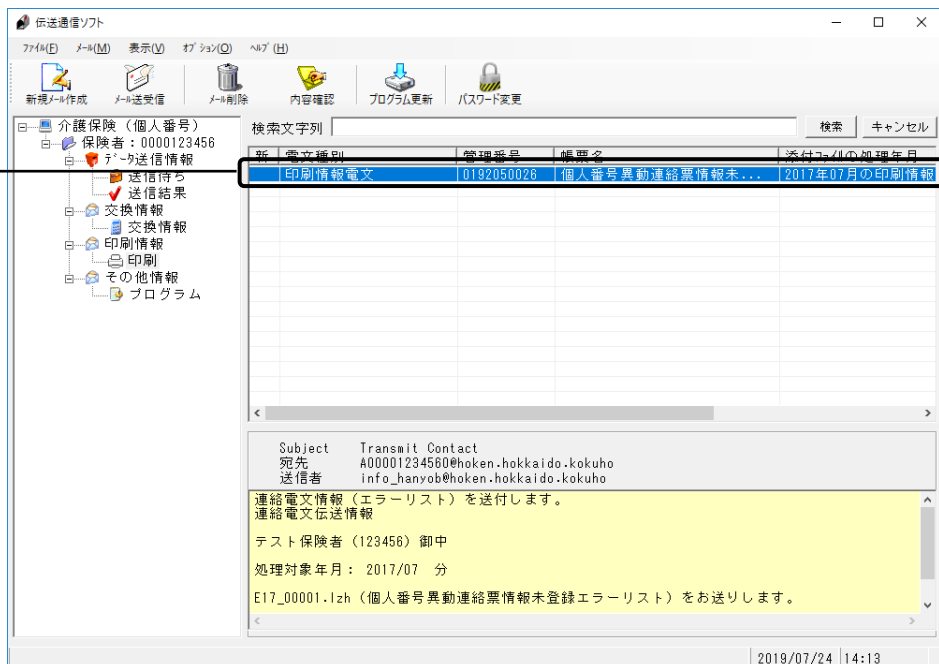 伝送通信ソフト
ファイル(F) メール(M) 表示(V) オプション(O) ヘルプ(H)
新規メール作成 メール送受信 メール削除 内容確認 プログラム更新 パスワード変更
介護保険（個人番号）
保険者：0000123456
データ送信情報
送信待ち
送信結果
交換情報
交換情報
印刷情報
印刷
その他情報
プログラム
検索文字列 検索 キャンセル
新 電文種別 管理番号 帳票名 添付ファイルの処理年月
印刷情報電文 0192050026 個人番号異動連絡票情報未... 2017年07月の印刷情報
Subject Transmit Contact
宛先 A00001234560@hoken.hokkaido.kokuho
送信者 info_hanyob@hoken.hokkaido.kokuho
連絡電文情報（エラーリスト）を送付します。
連絡電文伝送情報
テスト保険者（123456）御中
処理対象年月： 2017/07 分
E17_00001.lzh（個人番号異動連絡票情報未登録エラーリスト）をお送りします。
2019/07/24 14:13